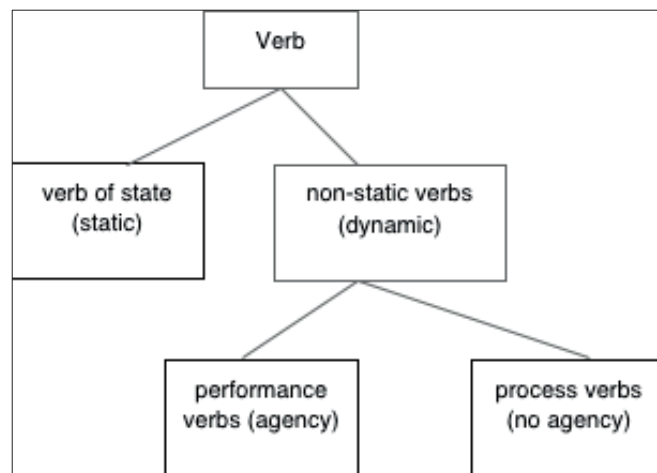 Verb
verb of state
(static)
non-static verbs
(dynamic)
performance
verbs (agency)
process verbs
(no agency)